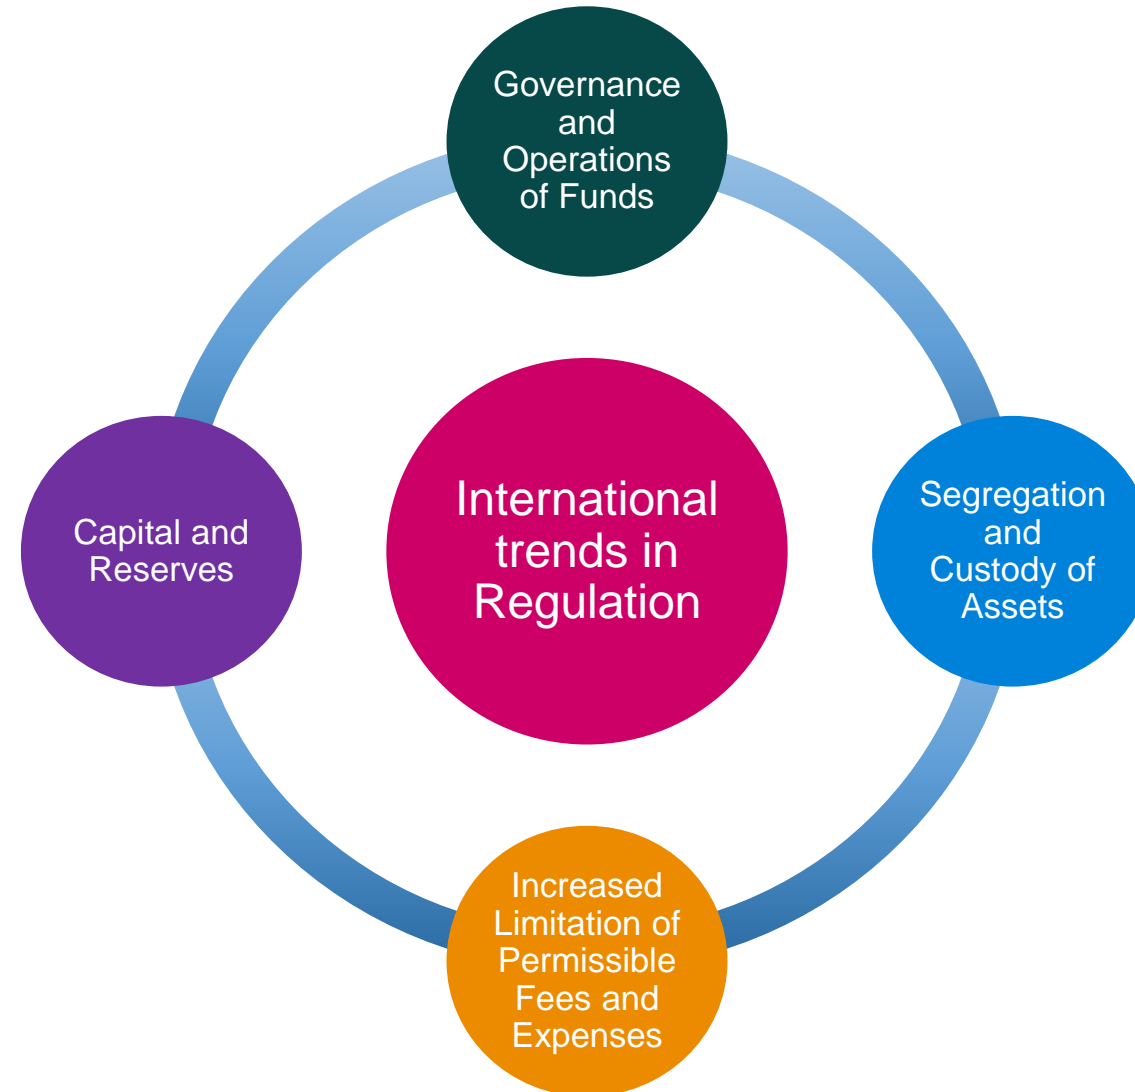 Governance
and
Operations
of Funds
Segregation
and
Custody of
Assets
International
trends in
Regulation
Capital and
Reserves
Increased
Limitation of
Permissible
Fees and
Expenses